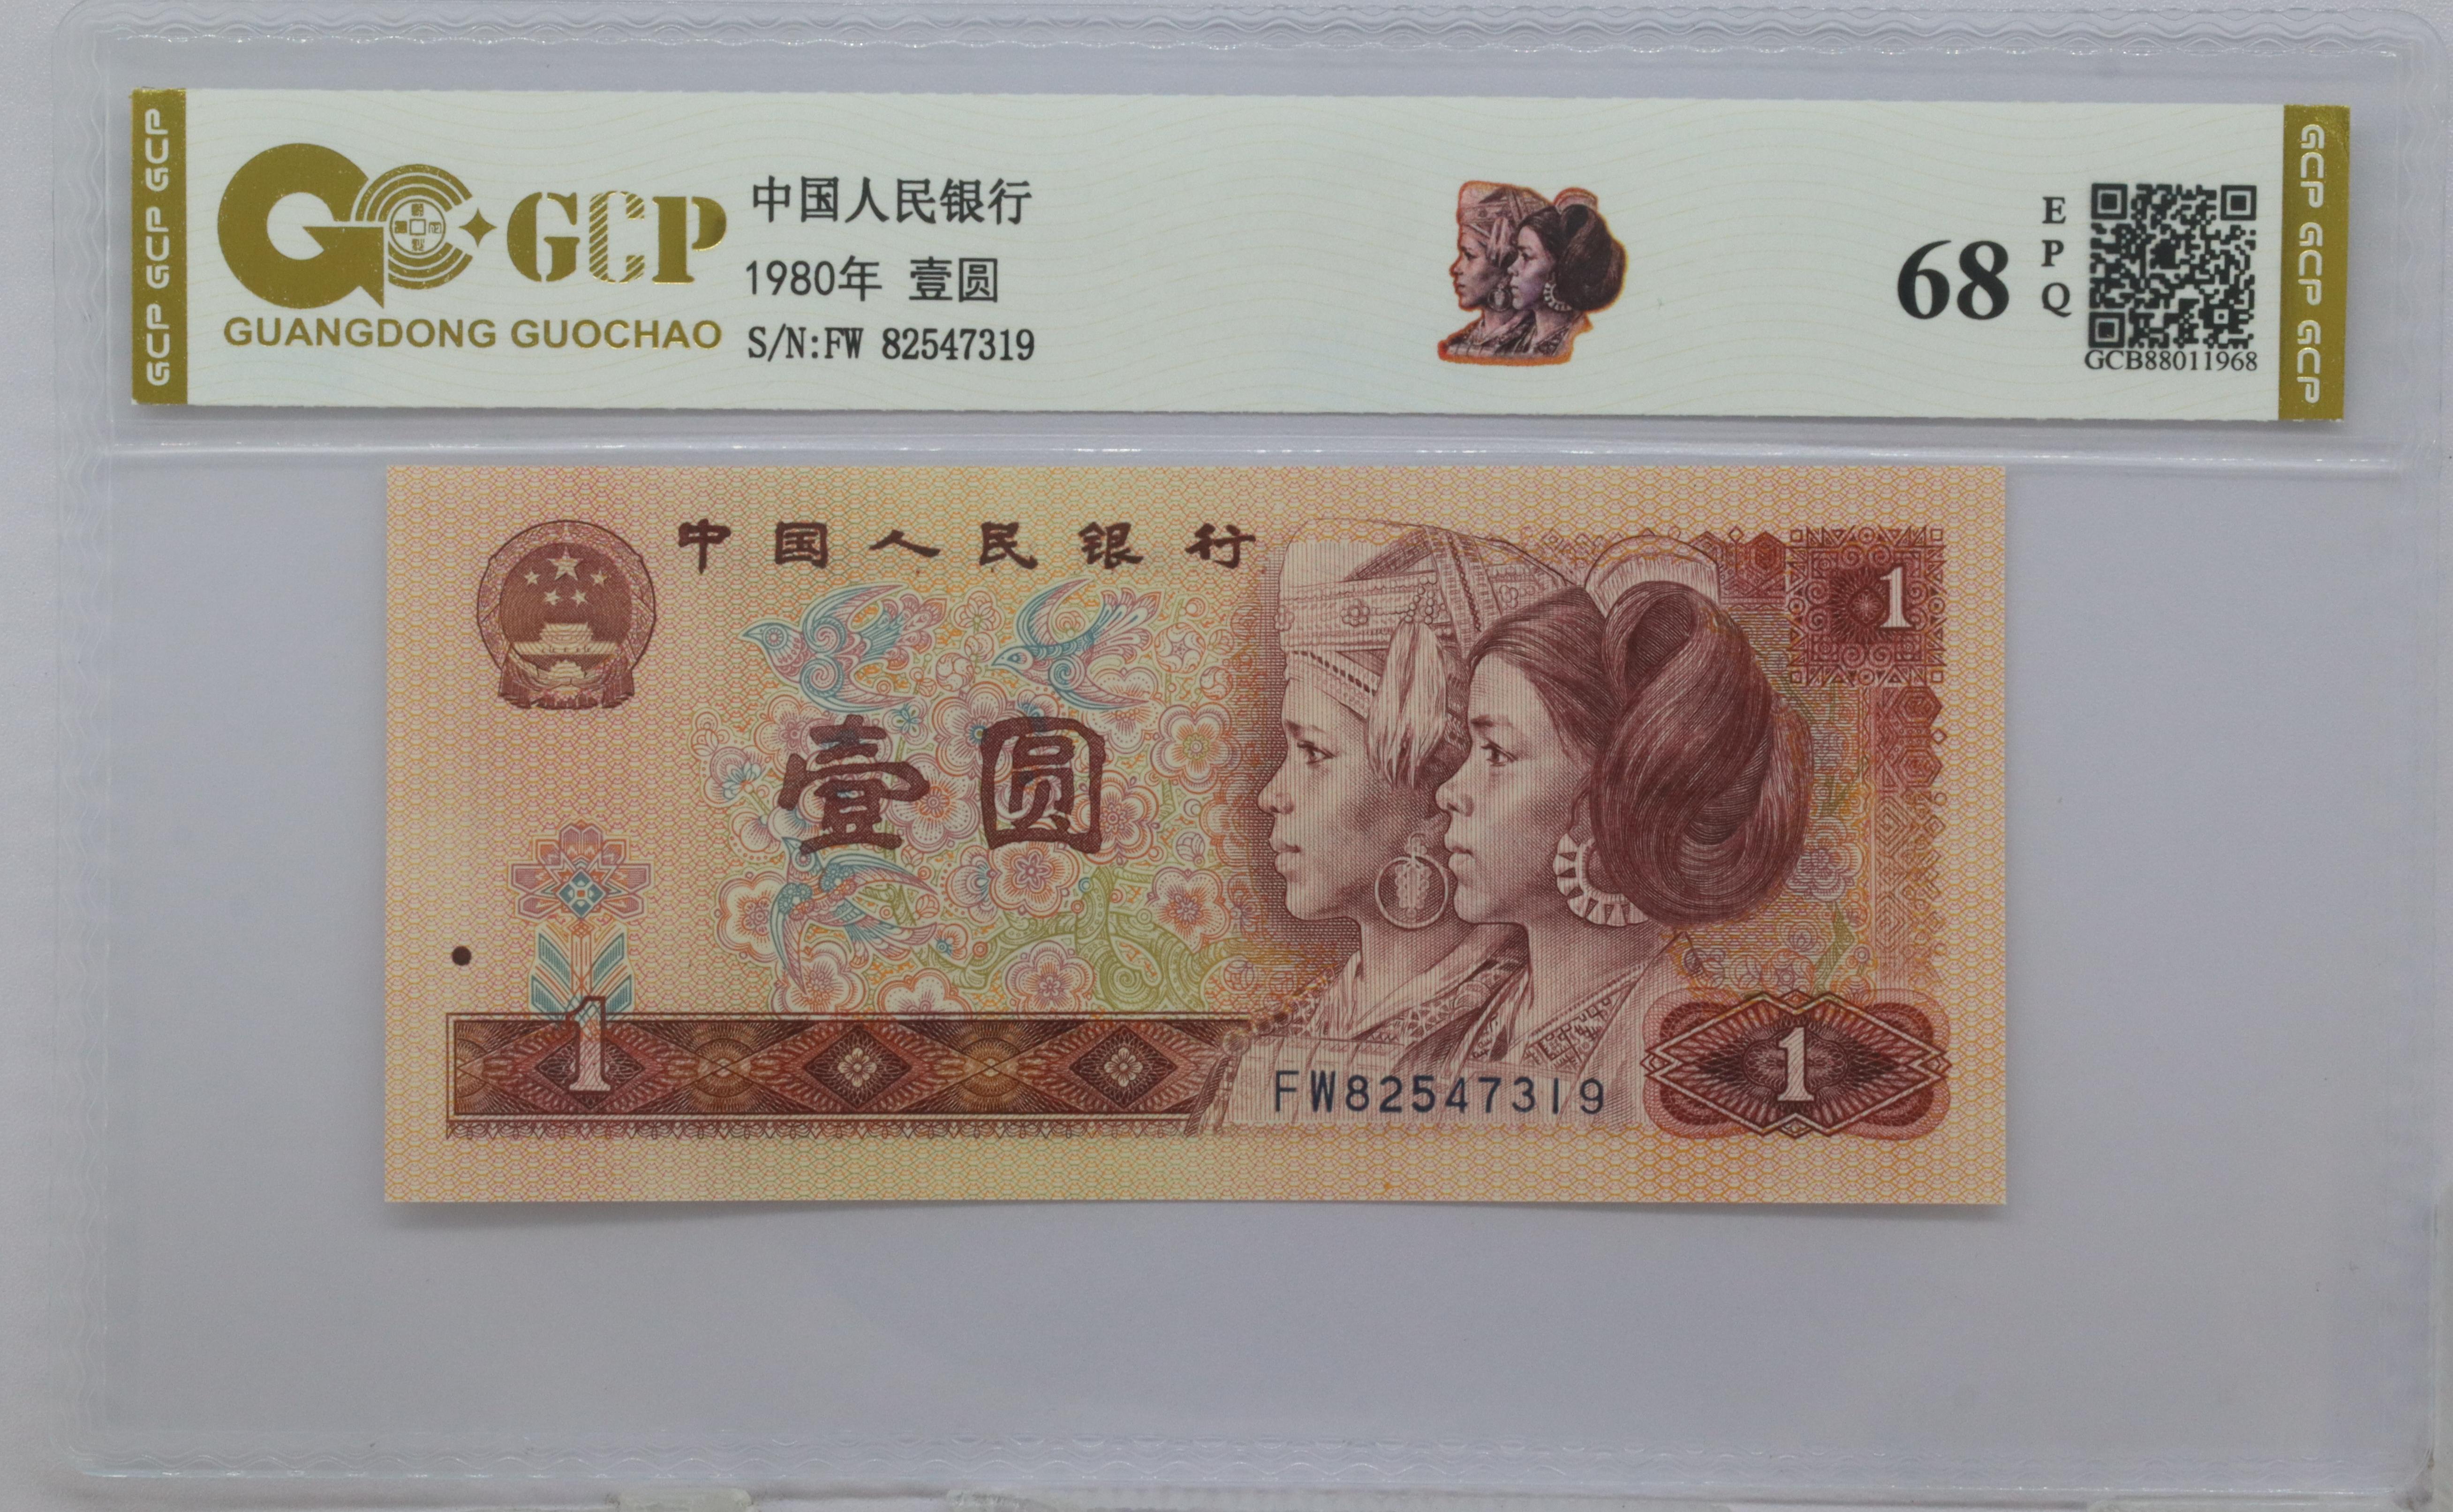 GCP GCP GCP
GCP
GUANGDONG GUOCHAO
中国人民银行
1980年 壹圆
S/N:FW 82547319
68
E
P
Q
GCB88011968
GCP GCP GCP
中国人民银行
1
壹圆
1
FW82547319
1